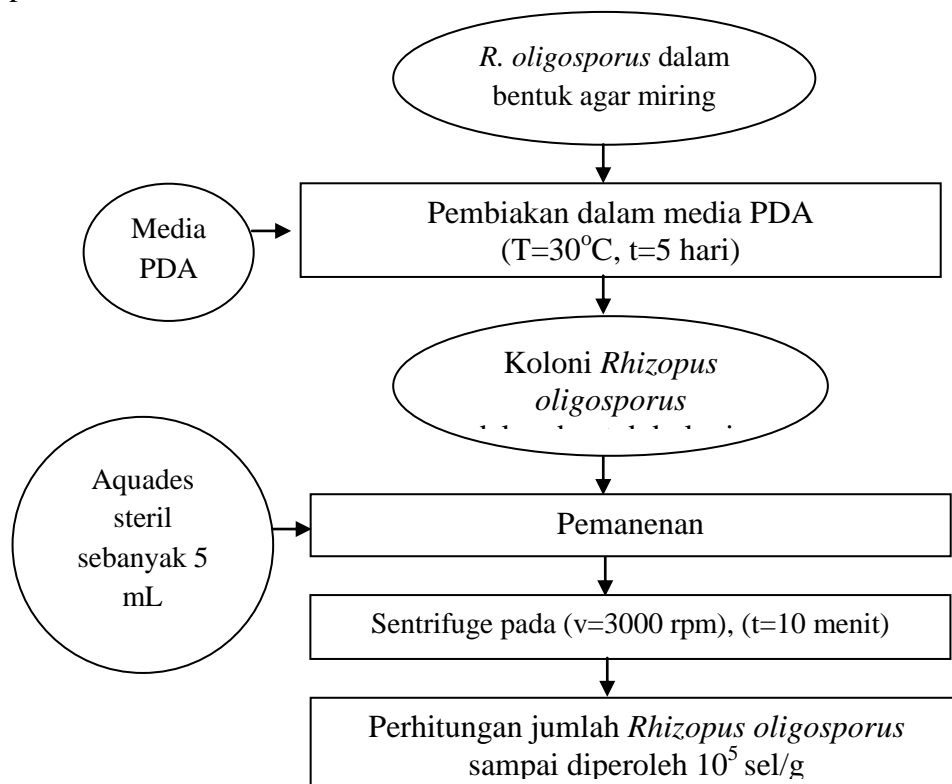 R. oligosporus dalam
bentuk agar miring
Media
PDA
Pembiakan dalam media PDA
(T=30°C, t=5 hari)
Koloni Rhizopus
oligosporus
Aquades
steril
sebanyak 5
mL
Pemanenan
Sentrifuge pada (v=3000 rpm), (t=10 menit)
Perhitungan jumlah Rhizopus oligosporus
sampai diperoleh 10⁵ sel/g